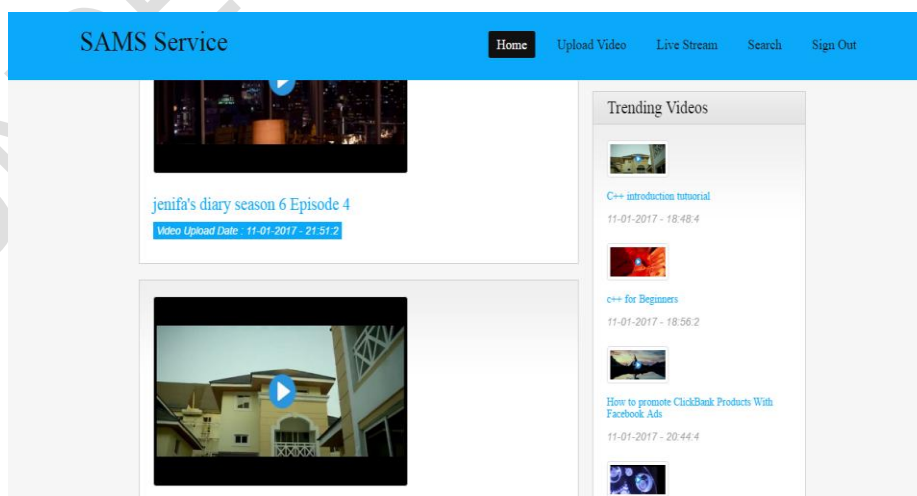 SAMS Service
Home Upload Video Live Stream Search Sign Out
jenifa's diary season 6 Episode 4
Video Upload Date : 11-01-2017 - 21:51:2
Trending Videos
C++ introduction tutuorial
11-01-2017 - 18:48:4
c++ for Beginners
11-01-2017 - 18:56:2
How to promote ClickBank Products With
Facebook Ads
11-01-2017 - 20:44:4